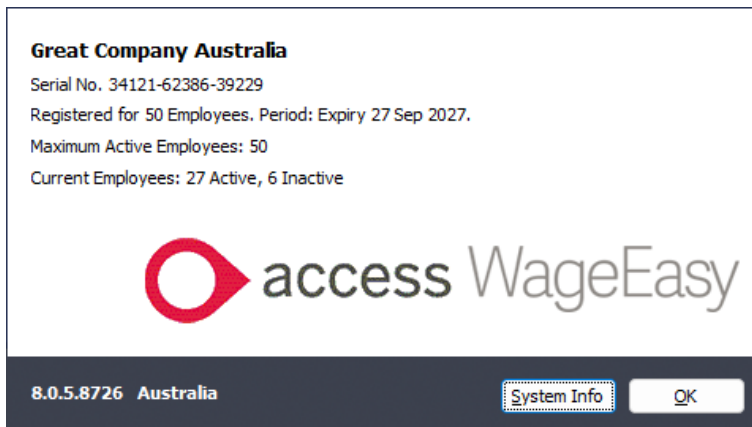 Great Company Australia
Serial No. 34121-62386-39229
Registered for 50 Employees. Period: Expiry 27 Sep 2027.
Maximum Active Employees: 50
Current Employees: 27 Active, 6 Inactive
access WageEasy
8.0.5.8726 Australia System Info OK